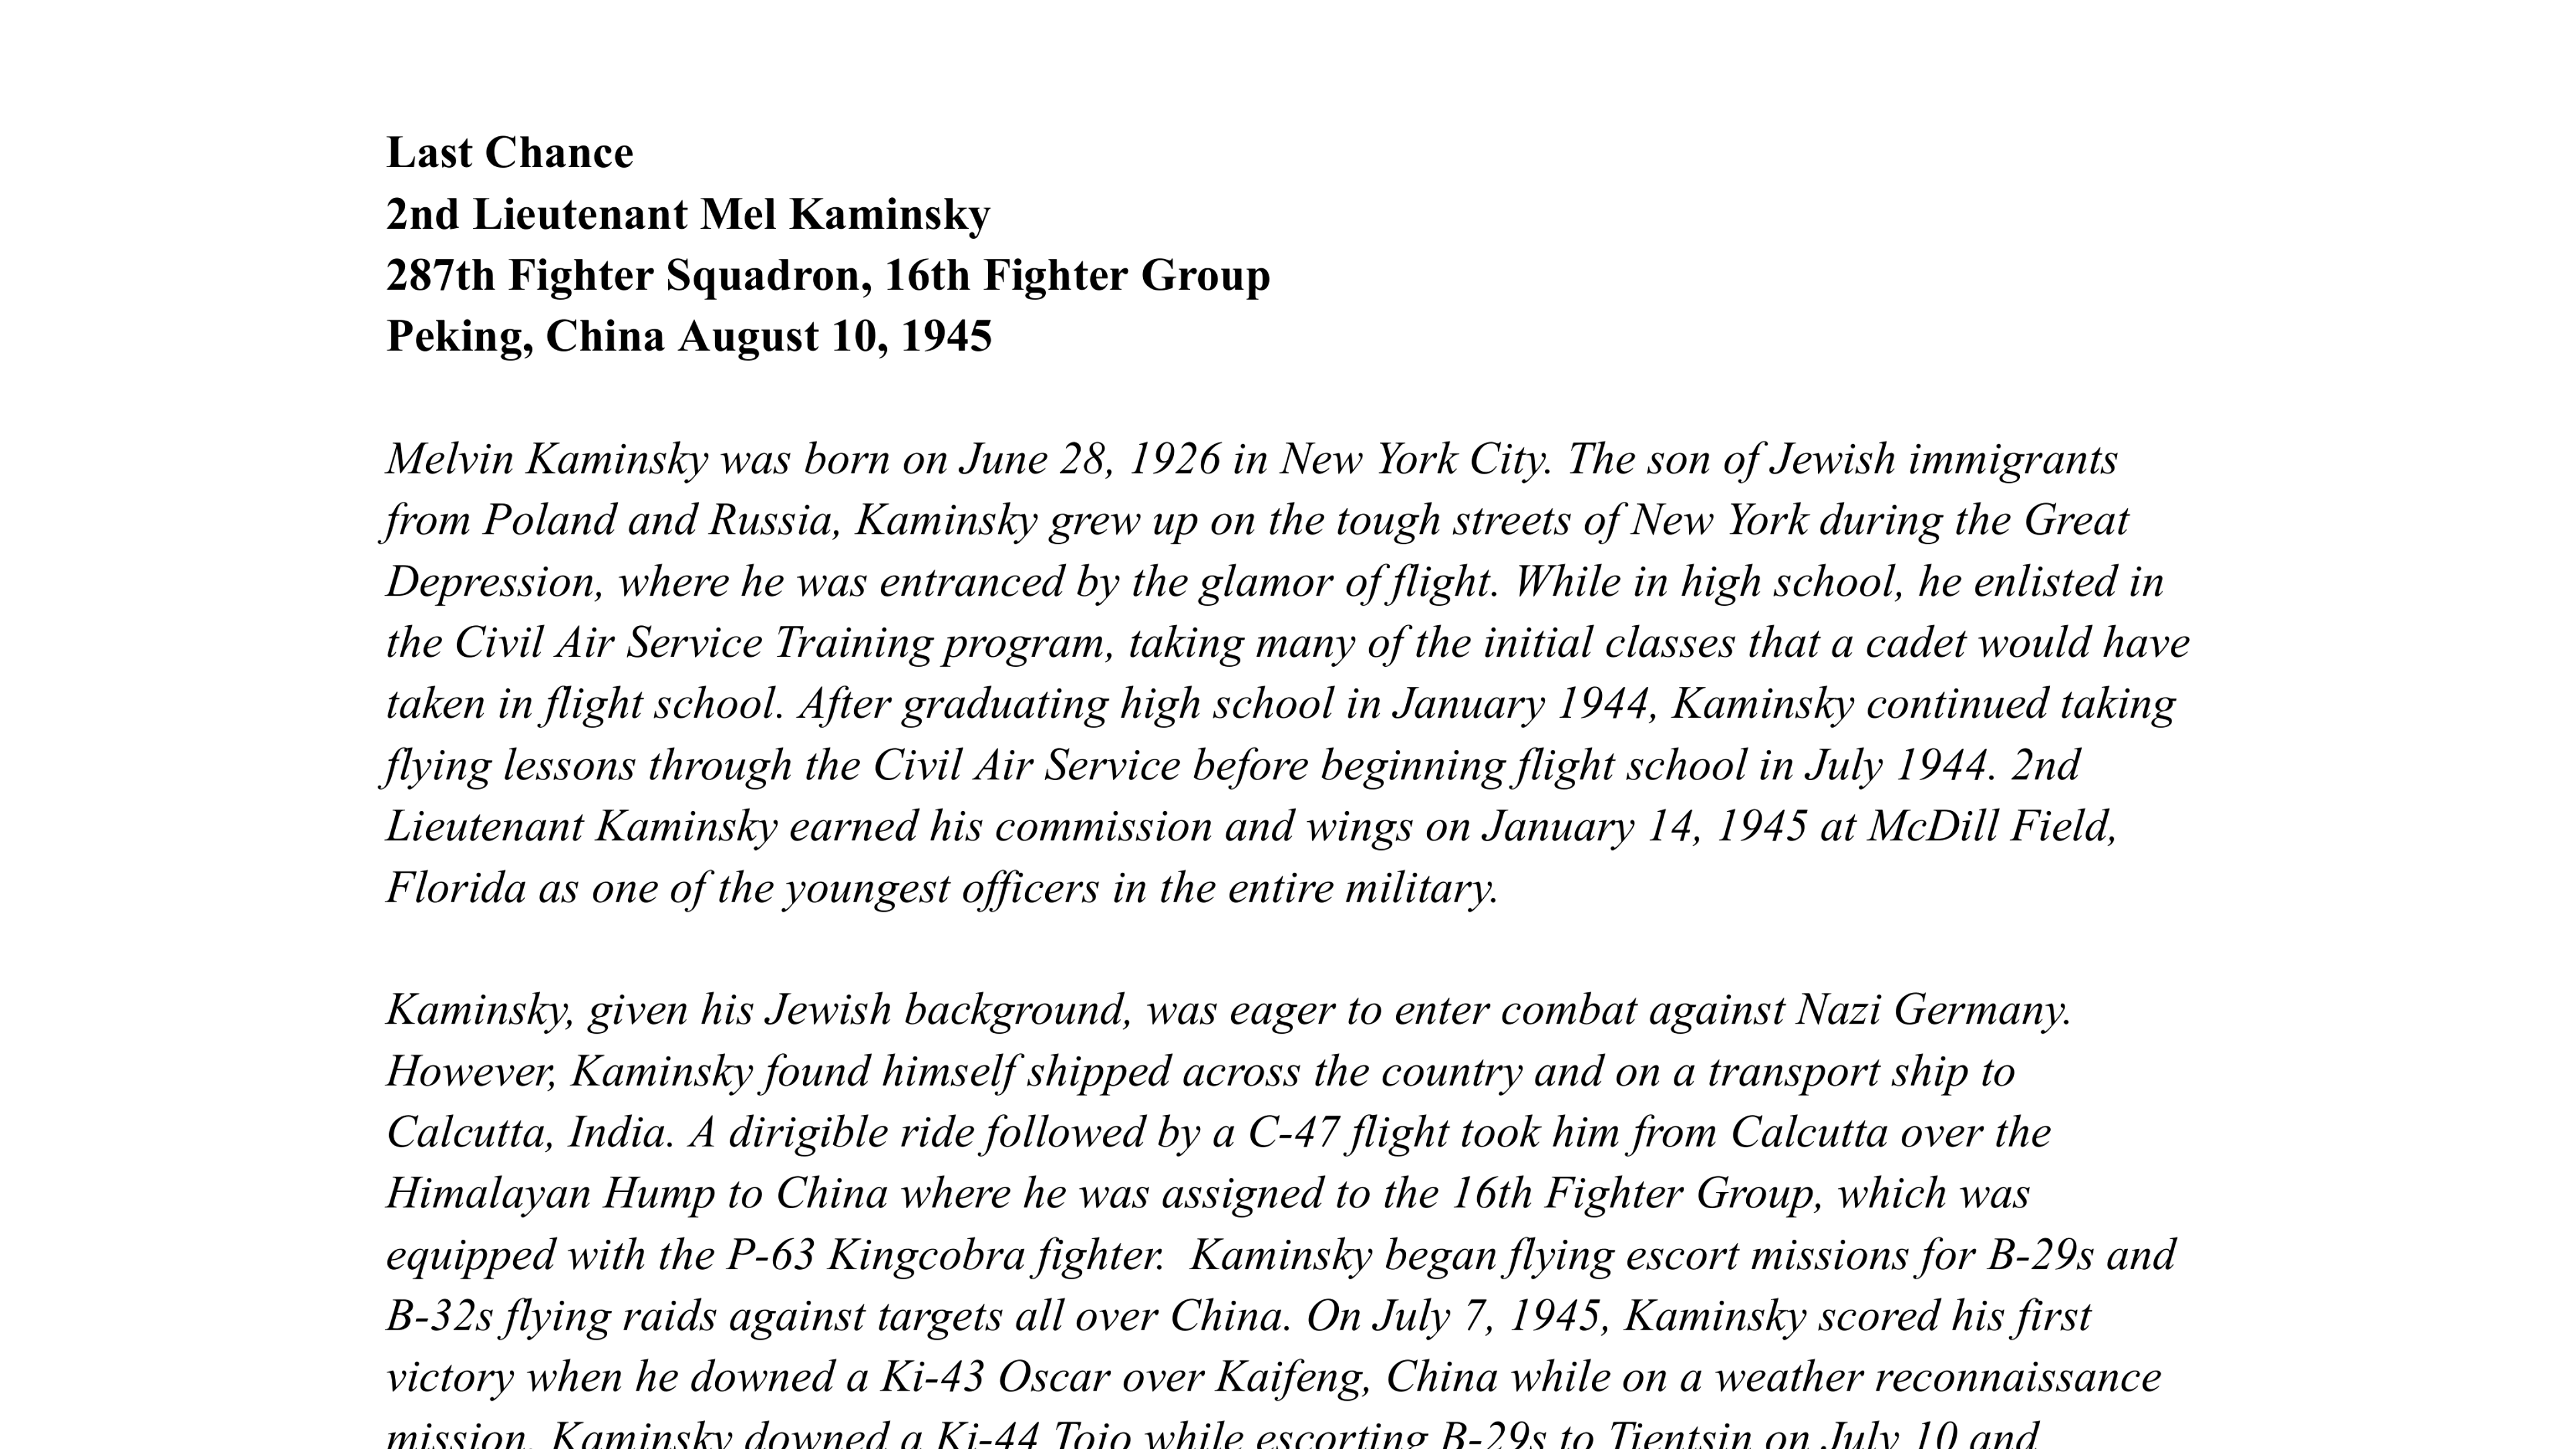 Last Chance
2nd Lieutenant Mel Kaminsky
287th Fighter Squadron, 16th Fighter Group
Peking, China August 10, 1945
Melvin Kaminsky was born on June 28, 1926 in New York City. The son of Jewish immigrants
from Poland and Russia, Kaminsky grew up on the tough streets of New York during the Great
Depression, where he was entranced by the glamor of flight. While in high school, he enlisted in
the Civil Air Service Training program, taking many of the initial classes that a cadet would have
taken in flight school. After graduating high school in January 1944, Kaminsky continued taking
flying lessons through the Civil Air Service before beginning flight school in July 1944. 2nd
Lieutenant Kaminsky earned his commission and wings on January 14, 1945 at McDill Field,
Florida as one of the youngest officers in the entire military.
Kaminsky, given his Jewish background, was eager to enter combat against Nazi Germany.
However, Kaminsky found himself shipped across the country and on a transport ship to
Calcutta, India. A dirigible ride followed by a C-47 flight took him from Calcutta over the
Himalayan Hump to China where he was assigned to the 16th Fighter Group, which was
equipped with the P-63 Kingcobra fighter.  Kaminsky began flying escort missions for B-29s and
B-32s flying raids against targets all over China. On July 7, 1945, Kaminsky scored his first
victory when he downed a Ki-43 Oscar over Kaifeng, China while on a weather reconnaissance
mission. Kaminsky downed a Ki-44 Tojo while escorting B-29s to Tientsin on July 10 and